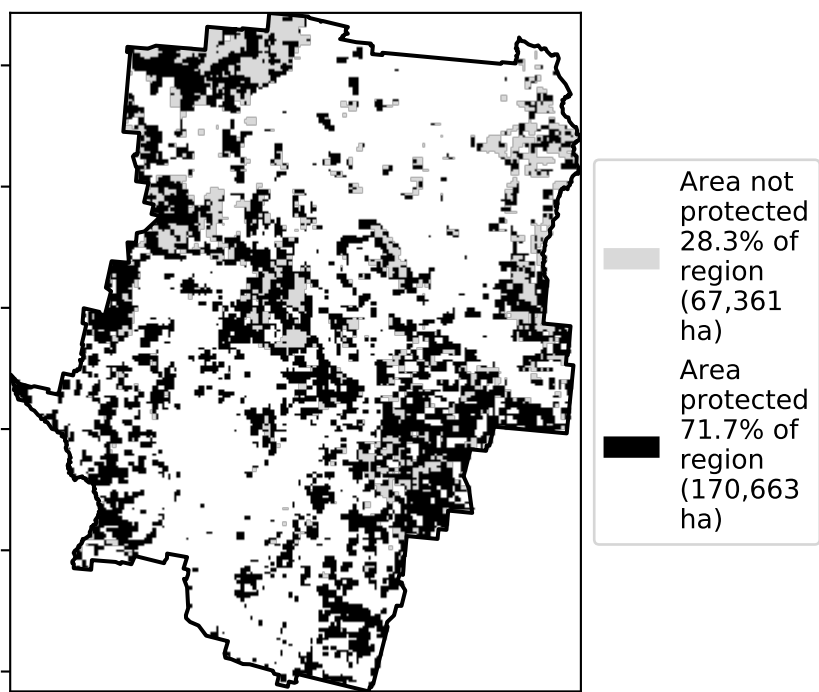 Area not
protected
28.3% of
region
(67,361
ha)
Area
protected
71.7% of
region
(170,663
ha)